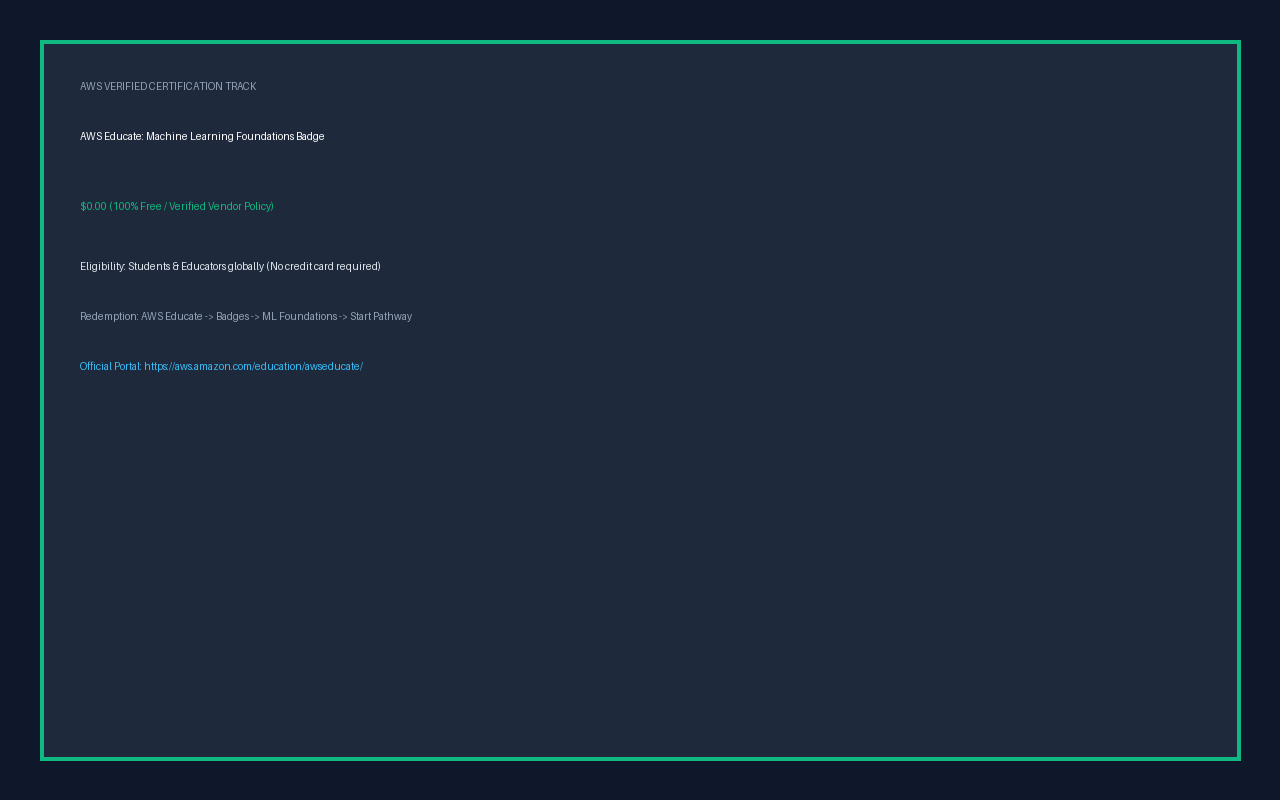 AWS VERIFIED CERTIFICATION TRACK
AWS Educate: Machine Learning Foundations Badge
$0.00 (100% Free / Verified Vendor Policy)
Eligibility: Students & Educators globally (No credit card required)
Redemption: AWS Educate -> Badges -> ML Foundations -> Start Pathway
Official Portal: https://aws.amazon.com/education/awseducate/